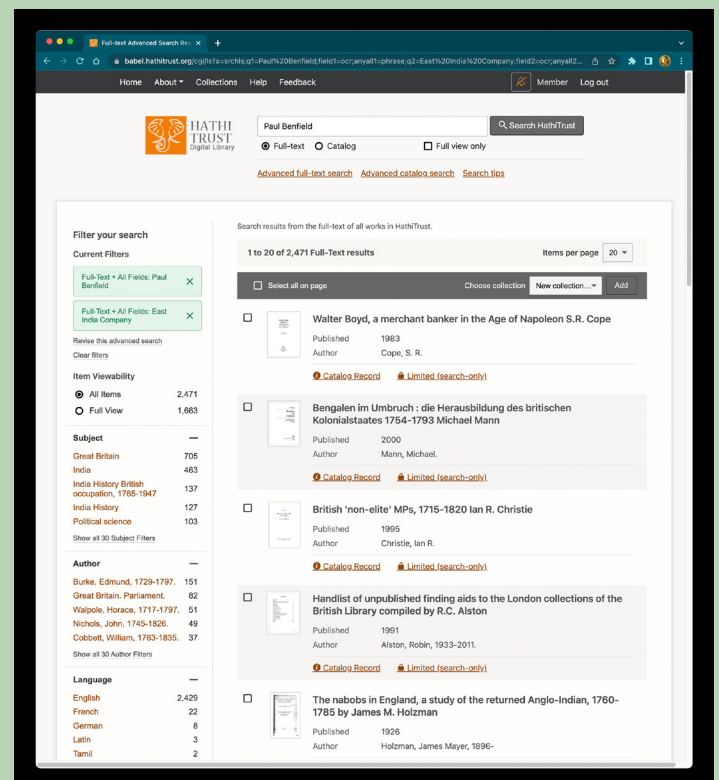 Full-text Advanced Search Res
babel.hathitrust.org/cgi/ls?a=srchls;q1=Paul%20Benfield;field1=ocr;anyall1=phrase;q2=East%20India%20Company;field2=ocr;anyall2...
Home About Collections Help Feedback Member Log out
HATHI
TRUST
Digital Library
Paul Benfield
Search HathiTrust
Full-text Catalog Full view only
Advanced full-text search Advanced catalog search Search tips
Filter your search
Current Filters
Full-Text + All Fields: Paul
Benfield
Full-Text + All Fields: East
India Company
Revise this advanced search
Clear filters
Item Viewability
All Items 2,471
Full View 1,663
Subject
Great Britain 705
India 463
India History British
occupation, 1765-1947 137
India History 127
Political science 103
Show all 30 Subject Filters
Author
Burke, Edmund, 1729-1797. 151
Great Britain. Parliament. 82
Walpole, Horace, 1717-1797. 51
Nichols, John, 1745-1826. 49
Cobbett, William, 1763-1835. 37
Show all 30 Author Filters
Language
English 2,429
French 22
German 8
Latin 3
Tamil 2
Search results from the full-text of all works in HathiTrust.
1 to 20 of 2,471 Full-Text results Items per page 20
Select all on page Choose collection New collection... Add
Walter Boyd, a merchant banker in the Age of Napoleon S.R. Cope
Published 1983
Author Cope, S. R.
Catalog Record Limited (search-only)
Bengalen im Umbruch : die Herausbildung des britischen
Kolonialstaates 1754-1793 Michael Mann
Published 2000
Author Mann, Michael.
Catalog Record Limited (search-only)
British 'non-elite' MPs, 1715-1820 Ian R. Christie
Published 1995
Author Christie, Ian R.
Catalog Record Limited (search-only)
Handlist of unpublished finding aids to the London collections of the
British Library compiled by R.C. Alston
Published 1991
Author Alston, Robin, 1933-2011.
Catalog Record Limited (search-only)
The nabobs in England, a study of the returned Anglo-Indian, 1760-
1785 by James M. Holzman
Published 1926
Author Holzman, James Mayer, 1896-